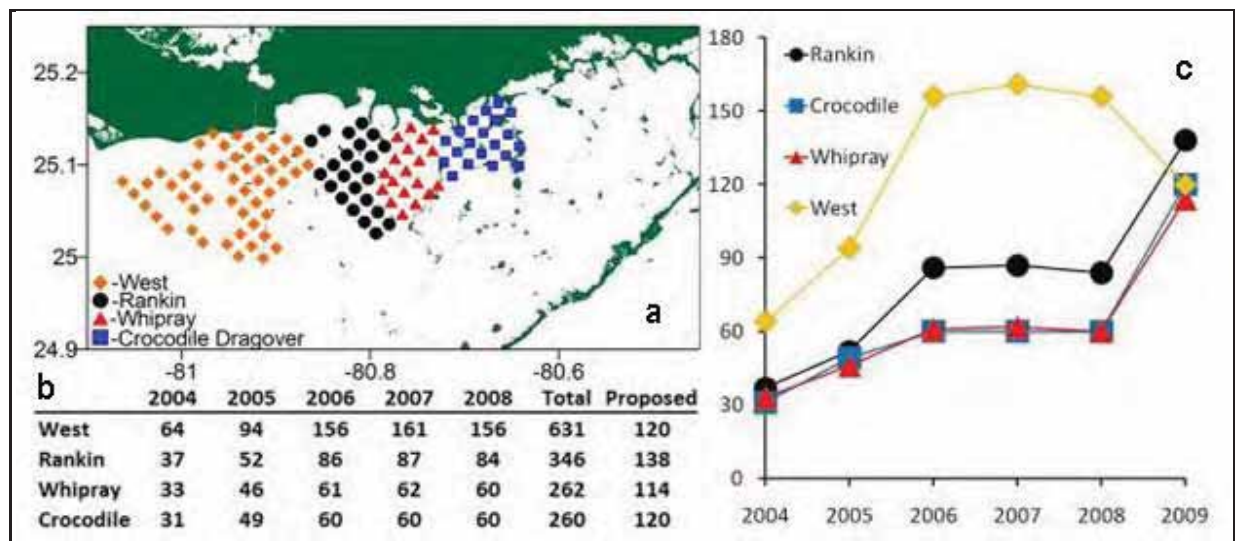 25.2
25.1
25
24.9
-West
-Rankin
-Whipray
-Crocodile Dragover
a
-81
-80.8
-80.6
b
2004 2005 2006 2007 2008 Total Proposed
West 64 94 156 161 156 631 120
Rankin 37 52 86 87 84 346 138
Whipray 33 46 61 62 60 262 114
Crocodile 31 49 60 60 60 260 120
180
150
120
90
60
30
0
Rankin
Crocodile
Whipray
West
c
2004 2005 2006 2007 2008 2009